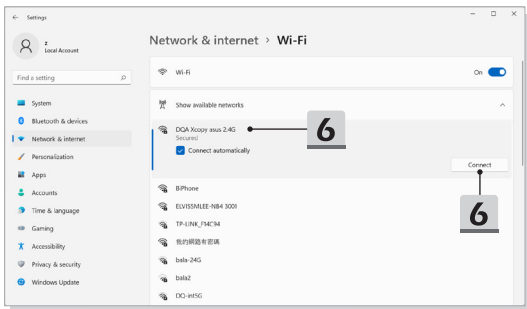 Settings
z
Local Account
Find a setting
System
Bluetooth & devices
Network & internet
Personalization
Apps
Accounts
Time & language
Gaming
Accessibility
Privacy & security
Windows Update
Network & internet > Wi-Fi
Wi-Fi
On
Show available networks
DQA Xcopy asus 2.4G
6
Secured
Connect automatically
Connect
6
BiPhone
ELVISSMLEE-NB4 3001
TP-LINK_F14C94
我的網路有密碼
bala-24G
bala2
DQ-int5G